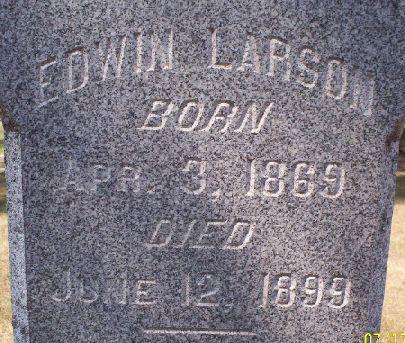 EDWIN LARSON
BORN
APR. 3, 1869
DIED
JUNE 12, 1899